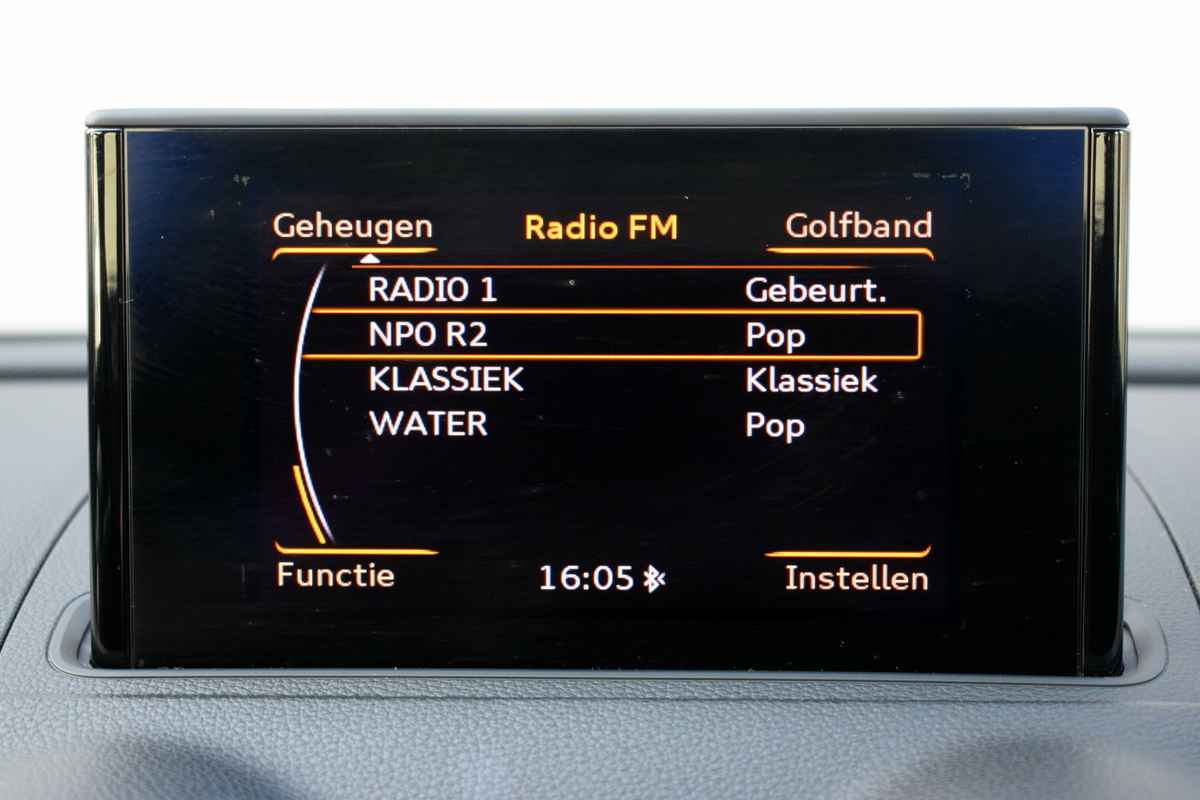 Geheugen Radio FM Golfband
RADIO 1 Gebeurt.
NPO R2 Pop
KLASSIEK Klassiek
WATER Pop
Functie 16:05 Instellen